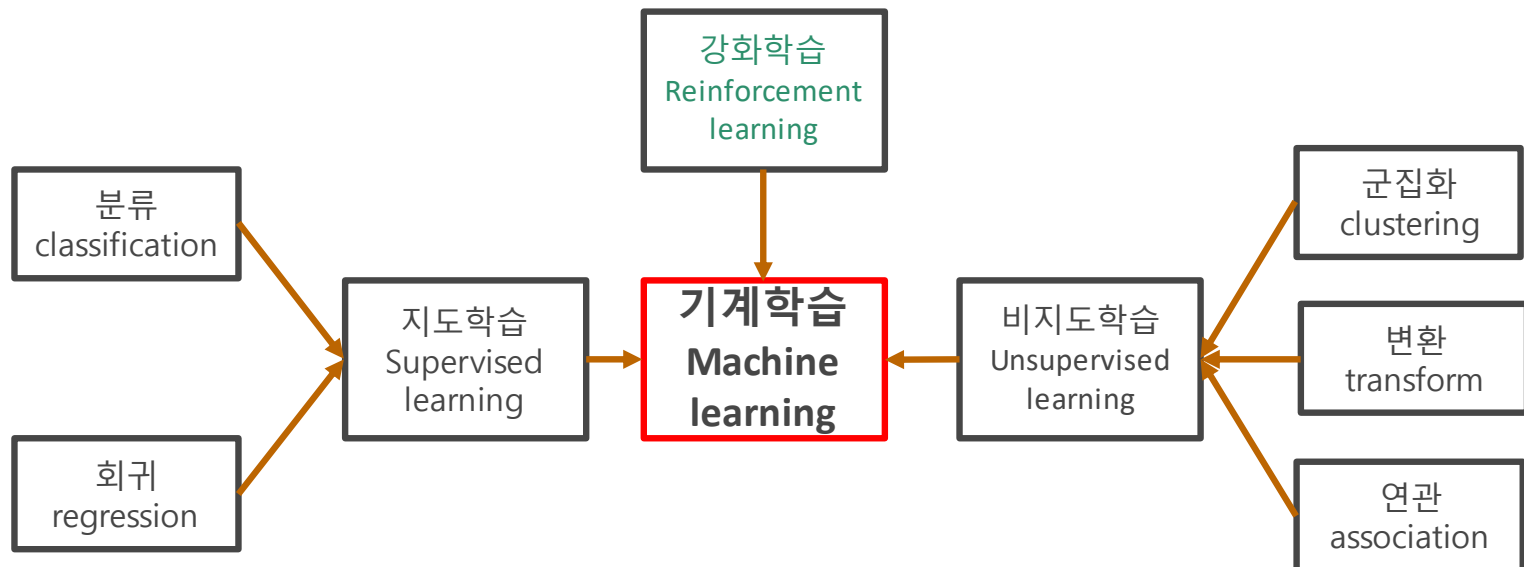 강화학습
Reinforcement
learning
분류
classification
회귀
regression
지도학습
Supervised
learning
기계학습
Machine
learning
비지도학습
Unsupervised
learning
군집화
clustering
변환
transform
연관
association